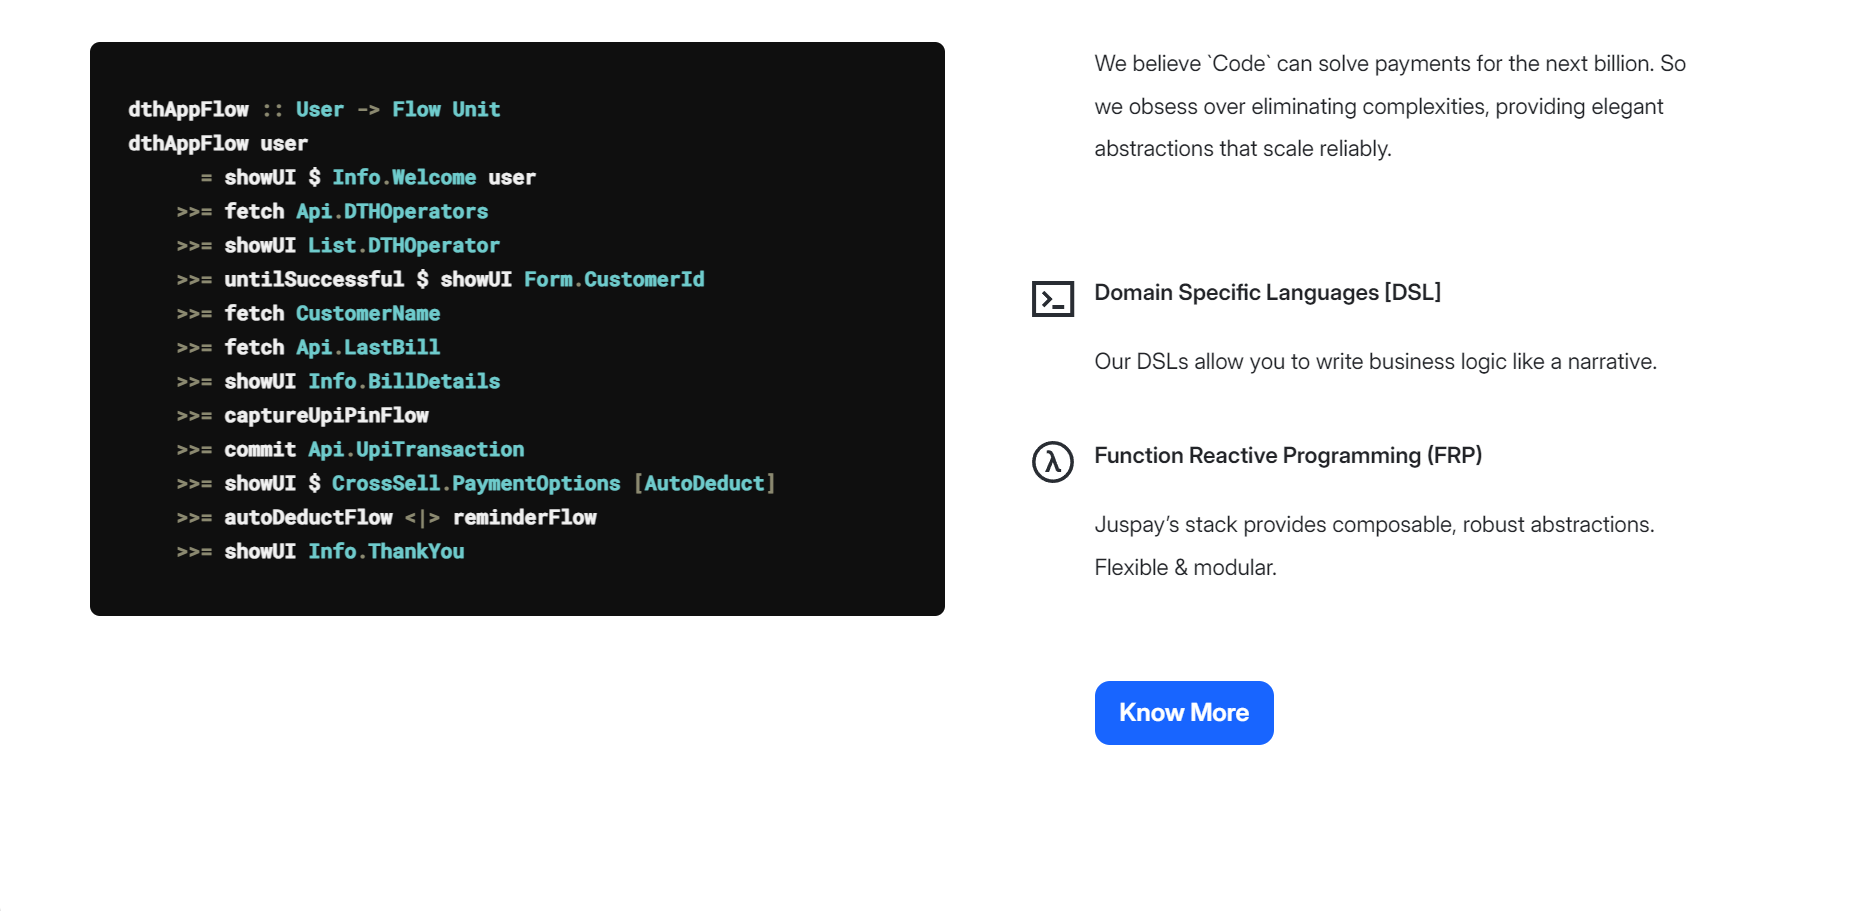 dthAppFlow :: User -> Flow Unit
dthAppFlow user
      = showUI $ Info.Welcome user
    >>= fetch Api.DTHOperators
    >>= showUI List.DTHOperator
    >>= untilSuccessful $ showUI Form.CustomerId
    >>= fetch CustomerName
    >>= fetch Api.LastBill
    >>= showUI Info.BillDetails
    >>= captureUpiPinFlow
    >>= commit Api.UpiTransaction
    >>= showUI $ CrossSell.PaymentOptions [AutoDeduct]
    >>= autoDeductFlow <|> reminderFlow
    >>= showUI Info.ThankYou
We believe `Code` can solve payments for the next billion. So
we obsess over eliminating complexities, providing elegant
abstractions that scale reliably.
Domain Specific Languages [DSL]
Our DSLs allow you to write business logic like a narrative.
Function Reactive Programming (FRP)
Juspay’s stack provides composable, robust abstractions.
Flexible & modular.
Know More